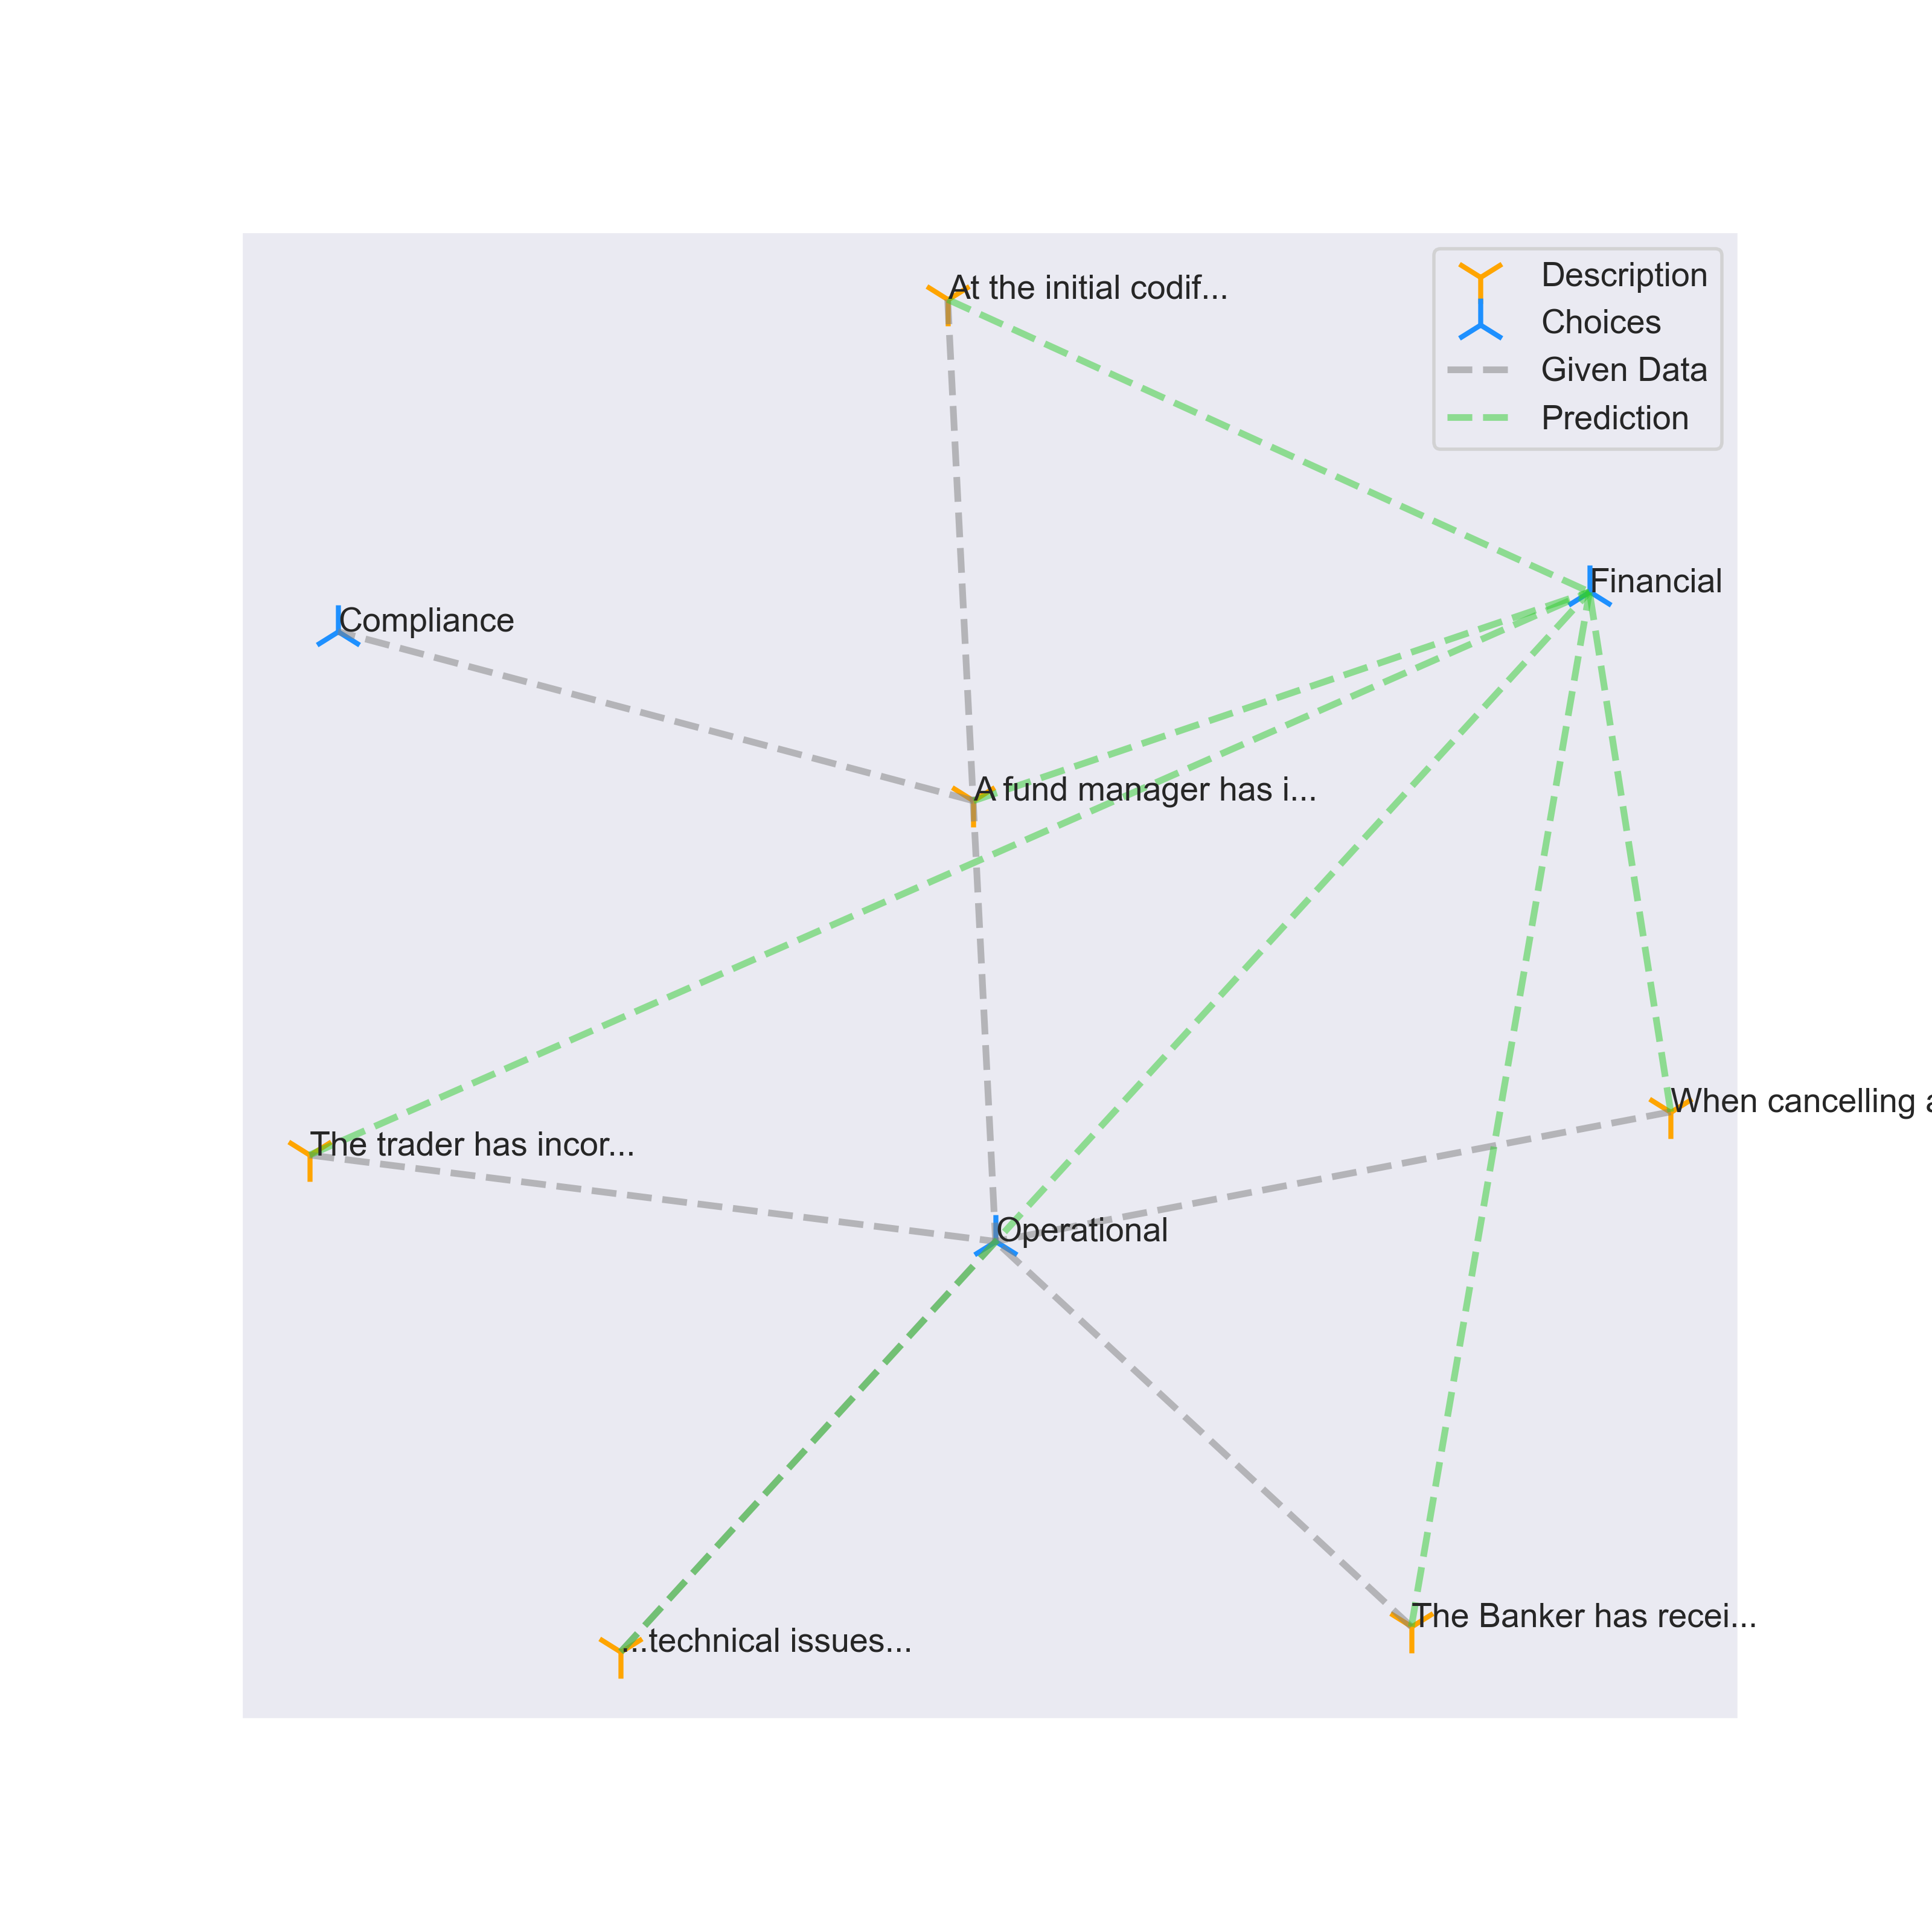 At the initial codif...
Description
Choices
Given Data
Prediction
Financial
Compliance
A fund manager has i...
When cancelling a
The trader has incor...
Operational
The Banker has recei...
...technical issues...